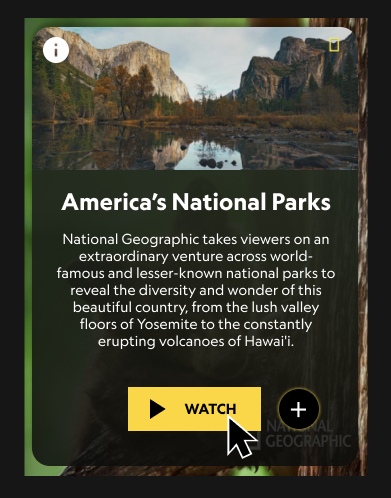 America's National Parks
National Geographic takes viewers on an
extraordinary venture across world-
famous and lesser-known national parks to
reveal the diversity and wonder of this
beautiful country, from the lush valley
floors of Yosemite to the constantly
erupting volcanoes of Hawai'i.
WATCH
NATIONAL
GEOGRAPHIC